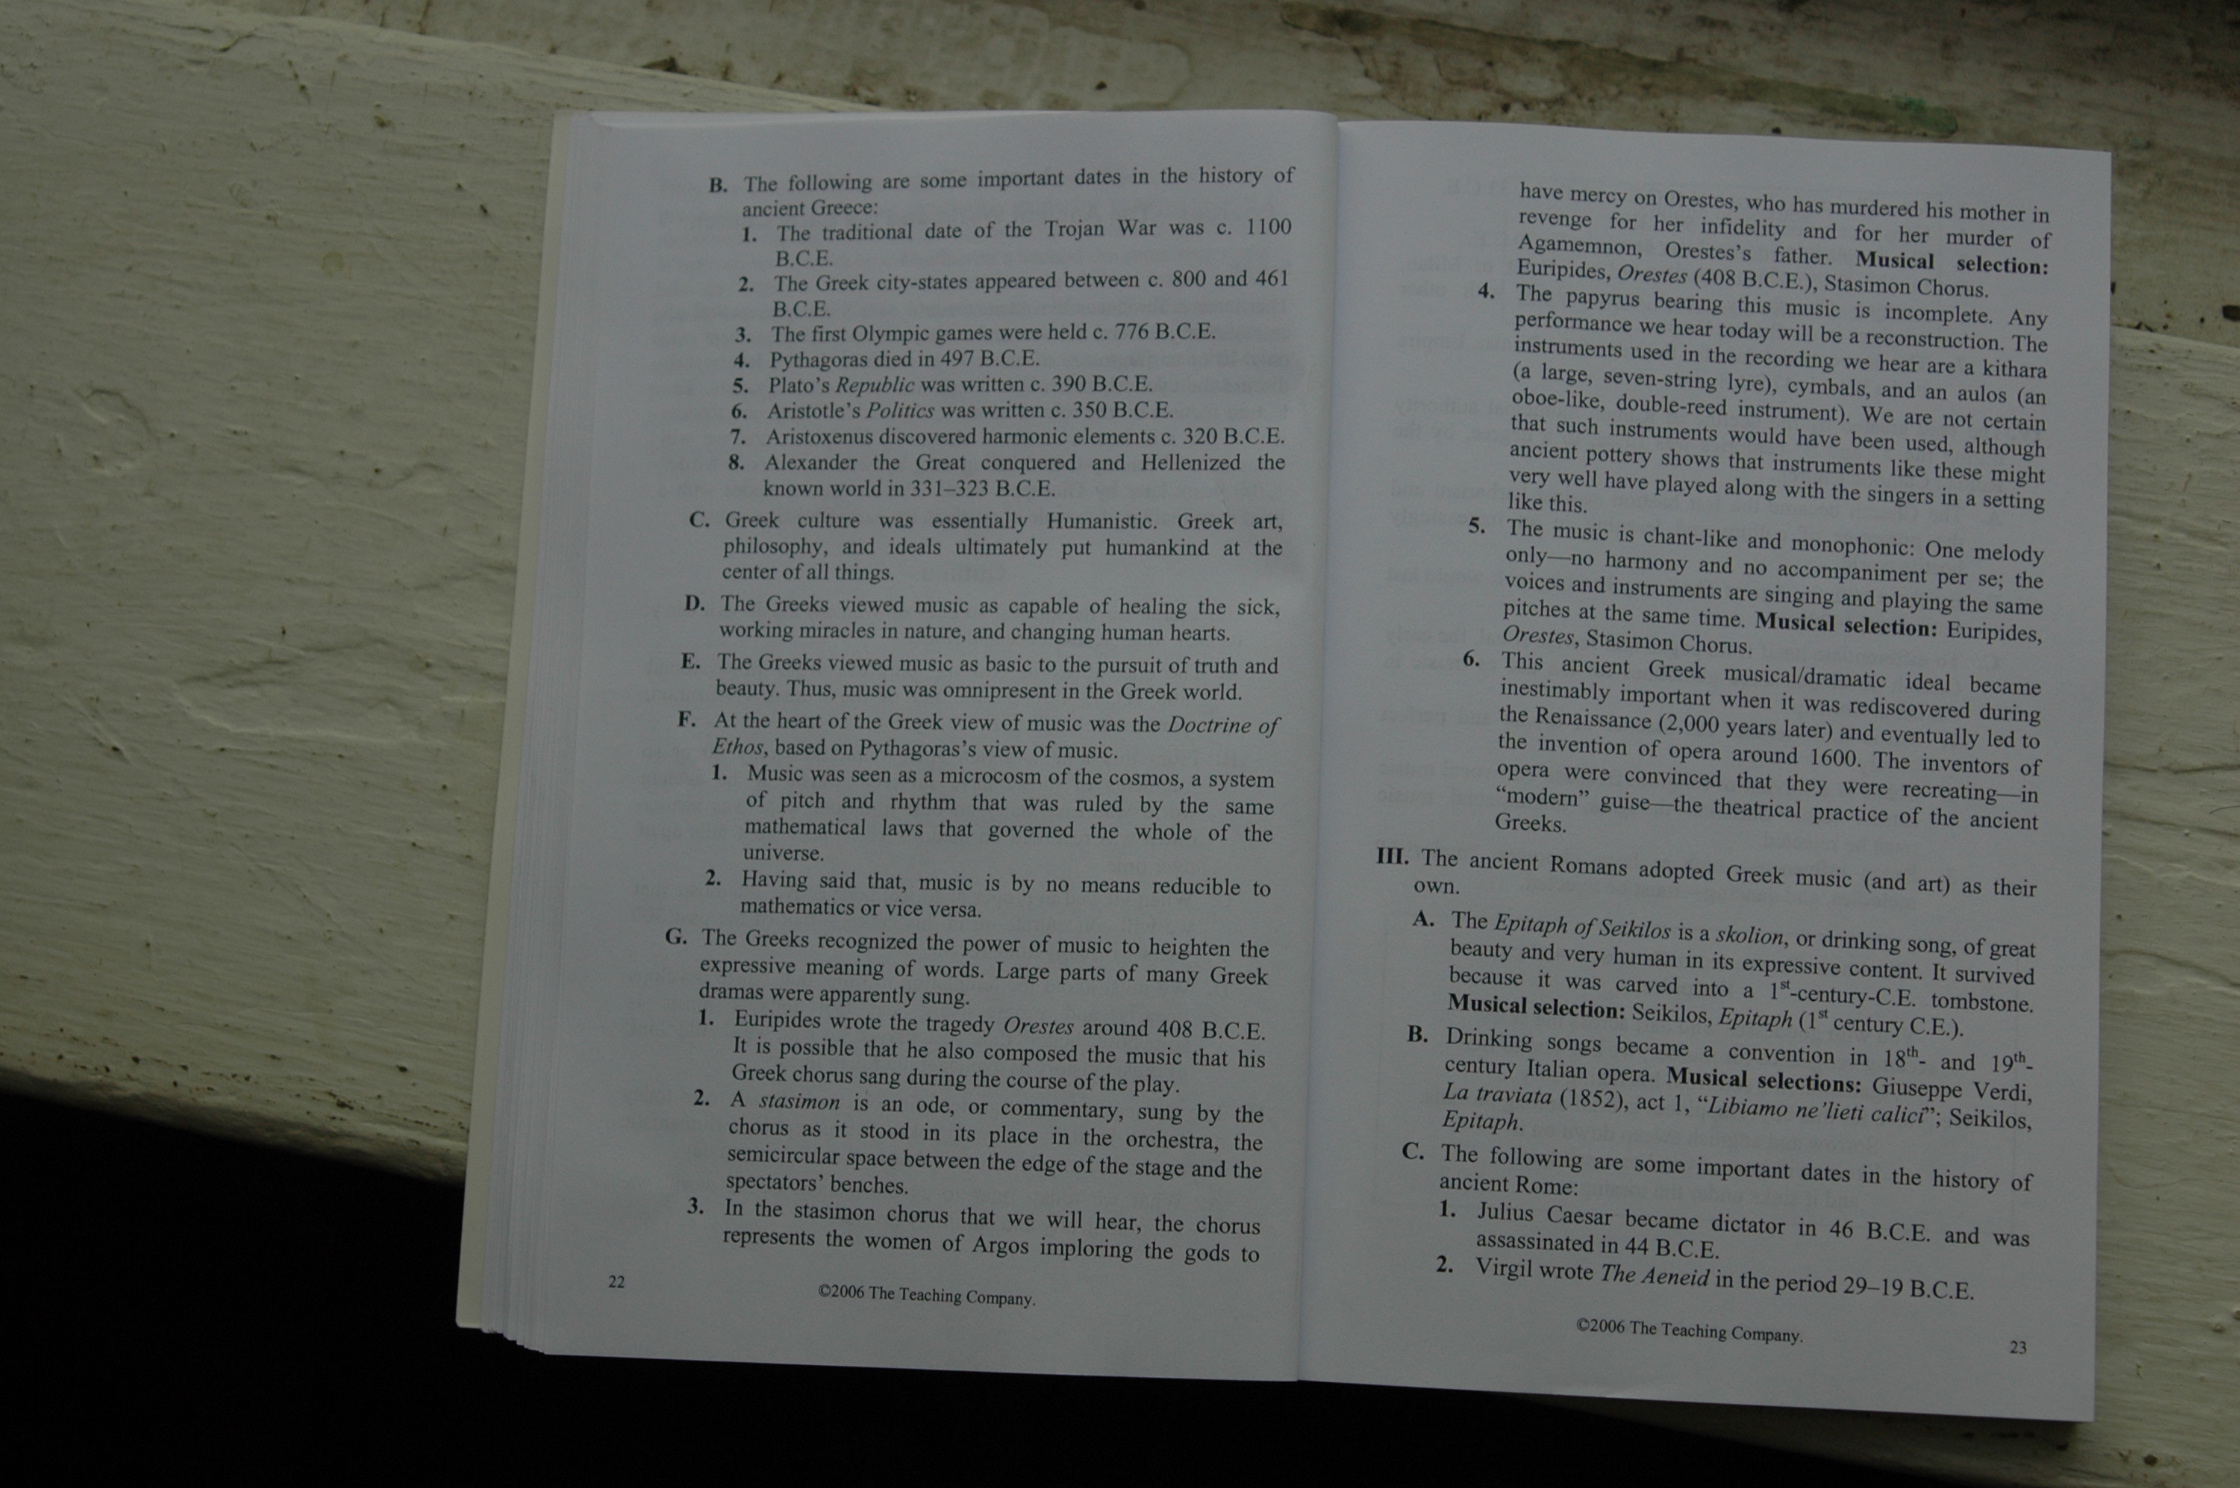 B. The following are some important dates in the history of
ancient Greece:
1. The traditional date of the Trojan War was c. 1100
B.C.E.
2. The Greek city-states appeared between c. 800 and 461
B.C.E.
3. The first Olympic games were held c. 776 B.C.E.
4. Pythagoras died in 497 B.C.E.
5. Plato's Republic was written c. 390 B.C.E.
6. Aristotle's Politics was written c. 350 B.C.E.
7. Aristoxenus discovered harmonic elements c. 320 B.C.E.
8. Alexander the Great conquered and Hellenized the
known world in 331–323 B.C.E.
C. Greek culture was essentially Humanistic. Greek art,
philosophy, and ideals ultimately put humankind at the
center of all things.
D. The Greeks viewed music as capable of healing the sick,
working miracles in nature, and changing human hearts.
E. The Greeks viewed music as basic to the pursuit of truth and
beauty. Thus, music was omnipresent in the Greek world.
F. At the heart of the Greek view of music was the Doctrine of
Ethos, based on Pythagoras's view of music.
1. Music was seen as a microcosm of the cosmos, a system
of pitch and rhythm that was ruled by the same
mathematical laws that governed the whole of the
universe.
2. Having said that, music is by no means reducible to
mathematics or vice versa.
G. The Greeks recognized the power of music to heighten the
expressive meaning of words. Large parts of many Greek
dramas were apparently sung.
1. Euripides wrote the tragedy Orestes around 408 B.C.E.
It is possible that he also composed the music that his
Greek chorus sang during the course of the play.
2. A stasimon is an ode, or commentary, sung by the
chorus as it stood in its place in the orchestra, the
semicircular space between the edge of the stage and the
spectators' benches.
3. In the stasimon chorus that we will hear, the chorus
represents the women of Argos imploring the gods to
22
©2006 The Teaching Company.
have mercy on Orestes, who has murdered his mother in
revenge for her infidelity and for her murder of
Agamemnon, Orestes's father. Musical selection:
Euripides, Orestes (408 B.C.E.), Stasimon Chorus.
4. The papyrus bearing this music is incomplete. Any
performance we hear today will be a reconstruction. The
instruments used in the recording we hear are a kithara
(a large, seven-string lyre), cymbals, and an aulos (an
oboe-like, double-reed instrument). We are not certain
that such instruments would have been used, although
ancient pottery shows that instruments like these might
very well have played along with the singers in a setting
like this.
5. The music is chant-like and monophonic: One melody
only—no harmony and no accompaniment per se; the
voices and instruments are singing and playing the same
pitches at the same time. Musical selection: Euripides,
Orestes, Stasimon Chorus.
6. This ancient Greek musical/dramatic ideal became
inestimably important when it was rediscovered during
the Renaissance (2,000 years later) and eventually led to
the invention of opera around 1600. The inventors of
opera were convinced that they were recreating—in
“modern” guise—the theatrical practice of the ancient
Greeks.
III. The ancient Romans adopted Greek music (and art) as their
own.
A. The Epitaph of Seikilos is a skolion, or drinking song, of great
beauty and very human in its expressive content. It survived
because it was carved into a 1st-century-C.E. tombstone.
Musical selection: Seikilos, Epitaph (1st century C.E.).
B. Drinking songs became a convention in 18th- and 19th-
century Italian opera. Musical selections: Giuseppe Verdi,
La traviata (1852), act 1, “Libiamo ne'lieti calici”; Seikilos,
Epitaph.
C. The following are some important dates in the history of
ancient Rome:
1. Julius Caesar became dictator in 46 B.C.E. and was
assassinated in 44 B.C.E.
2. Virgil wrote The Aeneid in the period 29–19 B.C.E.
©2006 The Teaching Company.
23